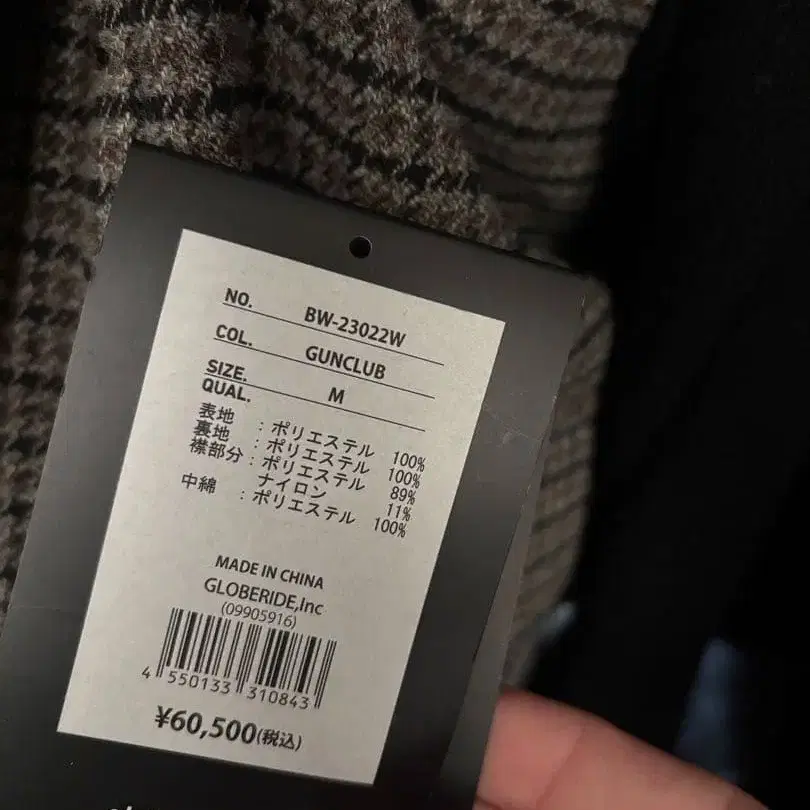 NO. BW-23022W
COL. GUNCLUB
SIZE. M
QUAL.
表地 : ポリエステル 100%
裏地 : ポリエステル 100%
襟部分 : ポリエステル 89%
ナイロン 11%
中綿 : ポリエステル 100%
MADE IN CHINA
GLOBERIDE,Inc
(09905916)
4 550133 310843
¥60,500(税込)